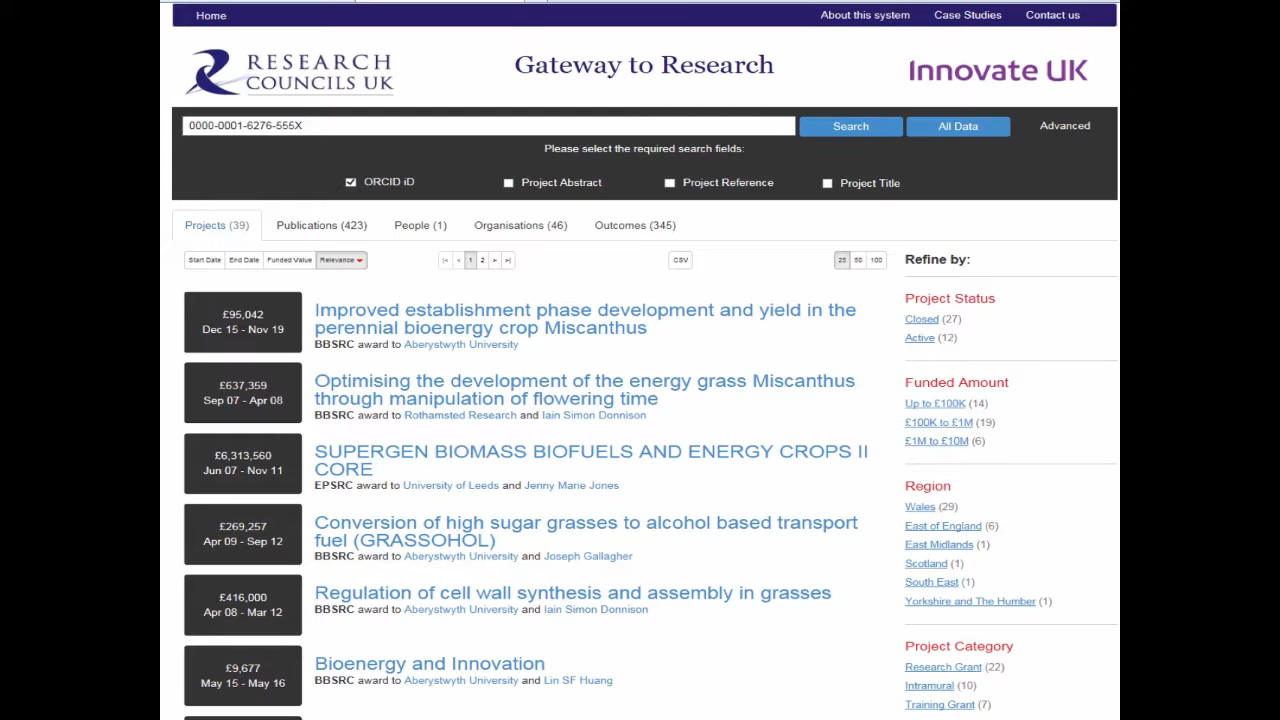 Home About this system Case Studies Contact us
RESEARCH
COUNCILS UK
Gateway to Research
Innovate UK
0000-0001-6276-555X Search All Data Advanced
Please select the required search fields:
ORCID iD Project Abstract Project Reference Project Title
Projects (39) Publications (423) People (1) Organisations (46) Outcomes (345)
Start Date End Date Funded Value Relevance |< < 1 2 > >| CSV 25 50 100
Refine by:
£95,042
Dec 15 - Nov 19
Improved establishment phase development and yield in the
perennial bioenergy crop Miscanthus
BBSRC award to Aberystwyth University
£637,359
Sep 07 - Apr 08
Optimising the development of the energy grass Miscanthus
through manipulation of flowering time
BBSRC award to Rothamsted Research and Iain Simon Donnison
£6,313,560
Jun 07 - Nov 11
SUPERGEN BIOMASS BIOFUELS AND ENERGY CROPS II
CORE
EPSRC award to University of Leeds and Jenny Marie Jones
£269,257
Apr 09 - Sep 12
Conversion of high sugar grasses to alcohol based transport
fuel (GRASSOHOL)
BBSRC award to Aberystwyth University and Joseph Gallagher
£416,000
Apr 08 - Mar 12
Regulation of cell wall synthesis and assembly in grasses
BBSRC award to Aberystwyth University and Iain Simon Donnison
£9,677
May 15 - May 16
Bioenergy and Innovation
BBSRC award to Aberystwyth University and Lin SF Huang
Project Status
Closed (27)
Active (12)
Funded Amount
Up to £100K (14)
£100K to £1M (19)
£1M to £10M (6)
Region
Wales (29)
East of England (6)
East Midlands (1)
Scotland (1)
South East (1)
Yorkshire and The Humber (1)
Project Category
Research Grant (22)
Intramural (10)
Training Grant (7)